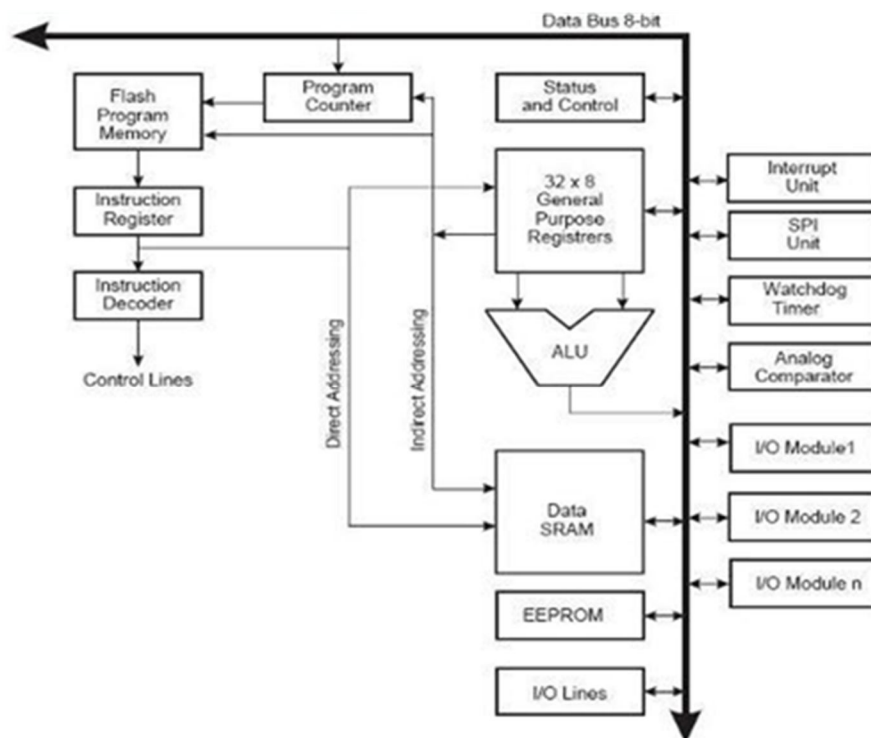 Data Bus 8-bit
Flash
Program
Memory
Program
Counter
Status
and Control
32 x 8
General
Purpose
Registrers
Interrupt
Unit
Instruction
Register
SPI
Unit
Instruction
Decoder
Watchdog
Timer
Control Lines
Direct Addressing
Indirect Addressing
ALU
Analog
Comparator
I/O Module1
Data
SRAM
I/O Module 2
I/O Module n
EEPROM
I/O Lines